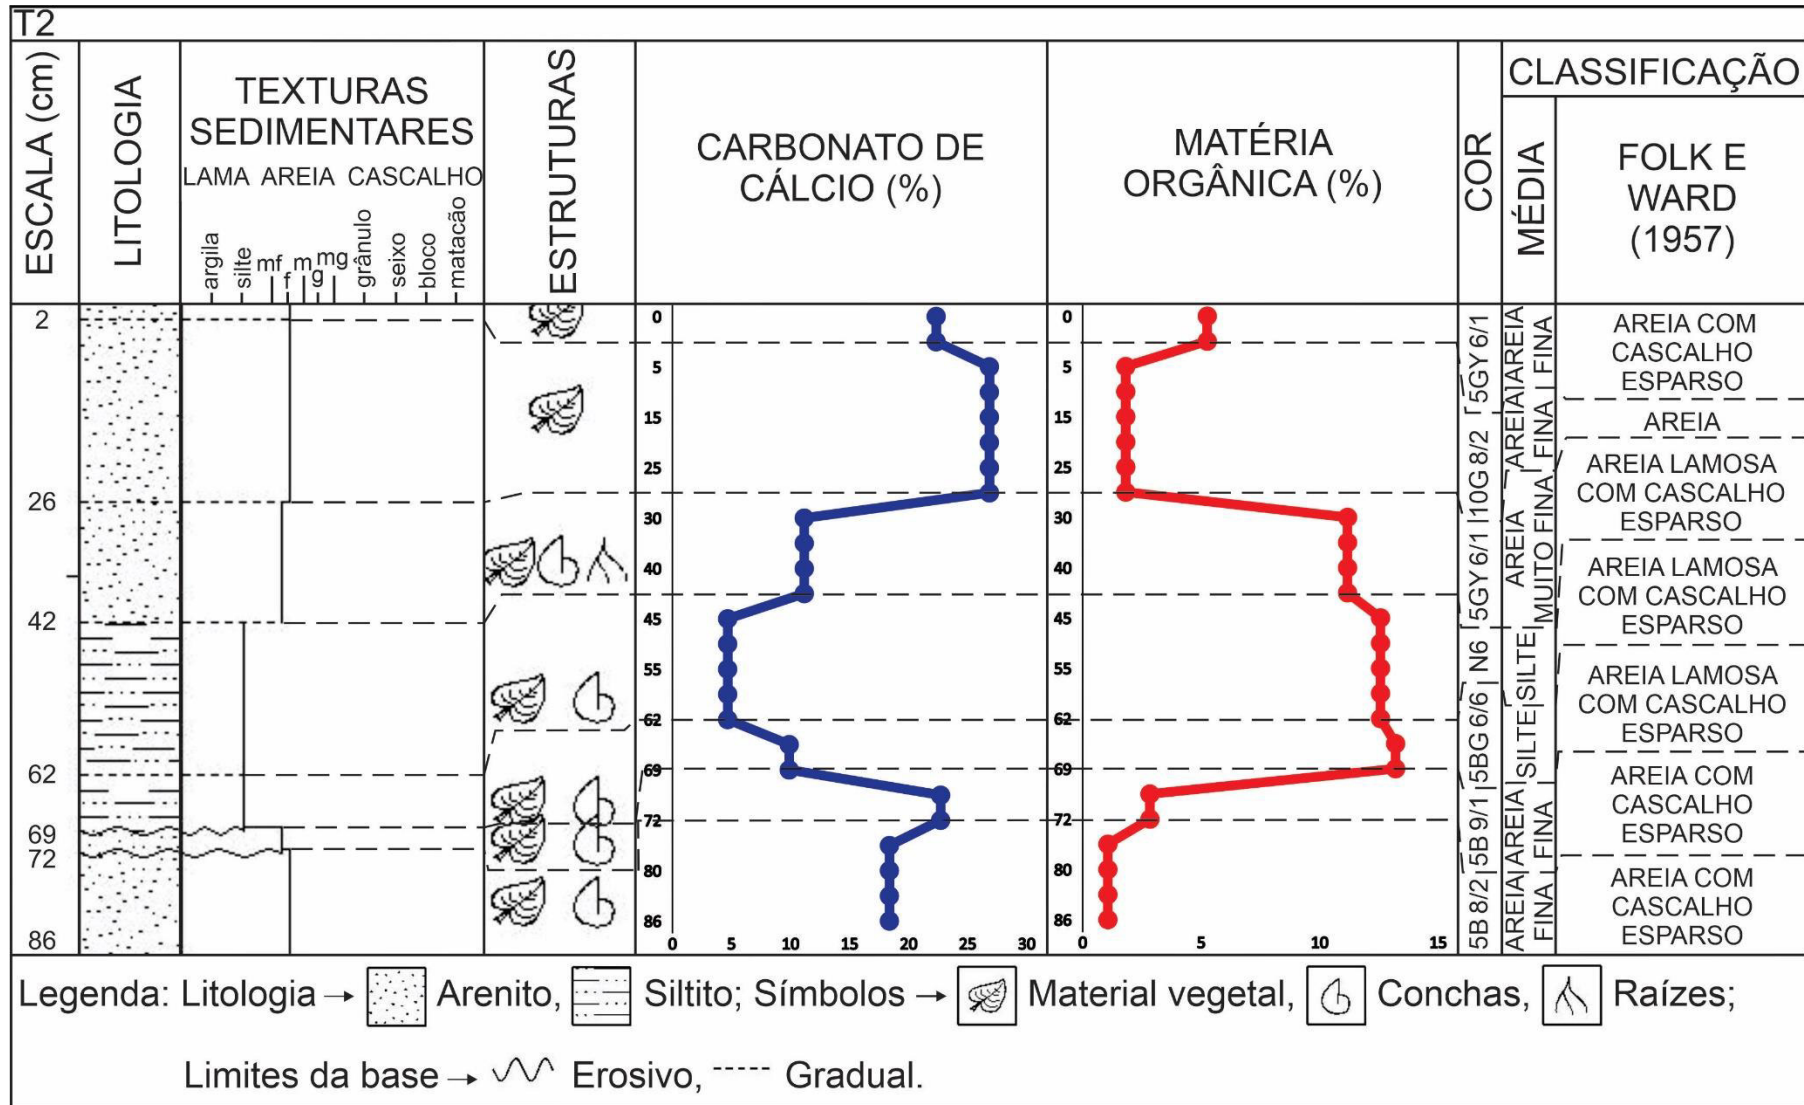 T2
ESCALA (cm)
LITOLOGIA
TEXTURAS
SEDIMENTARES
LAMA AREIA CASCALHO
argila
silte
mf
f
m
g
mg
grânulo
seixo
bloco
matacão
ESTRUTURAS
CARBONATO DE
CÁLCIO (%)
MATÉRIA
ORGÂNICA (%)
COR
CLASSIFICAÇÃO
MÉDIA
FOLK E
WARD
(1957)
2
26
42
62
69
72
86
0
5
15
25
30
40
45
55
62
69
72
80
86
0 5 10 15 20 25 30
0
5
15
25
30
40
45
55
62
69
72
80
86
0 5 10 15
5GY 6/1
10G 8/2
5GY 6/1
N6
5BG 6/6
5B 9/1
5B 8/2
AREIA
FINA
AREIA
FINA
AREIA
MUITO FINA
SILTE
SILTE
AREIA
FINA
AREIA
FINA
AREIA COM
CASCALHO
ESPARSO
AREIA
AREIA LAMOSA
COM CASCALHO
ESPARSO
AREIA LAMOSA
COM CASCALHO
ESPARSO
AREIA LAMOSA
COM CASCALHO
ESPARSO
AREIA COM
CASCALHO
ESPARSO
AREIA COM
CASCALHO
ESPARSO
Legenda: Litologia → Arenito, Siltito; Símbolos → Material vegetal, Conchas, Raízes;
Limites da base → Erosivo, Gradual.